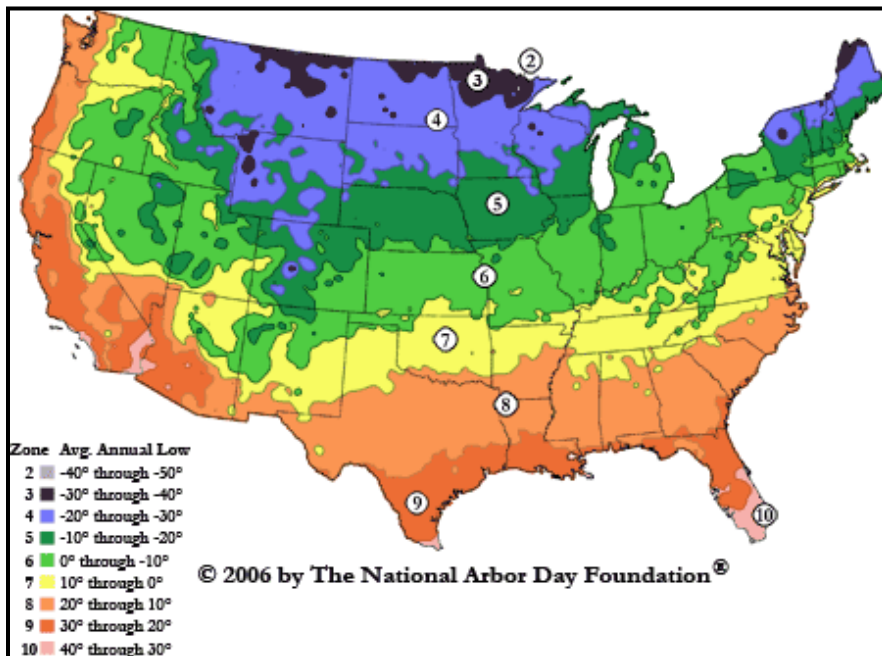 2
3
4
5
6
7
8
9
10
Zone Avg. Annual Low
2 -40° through -50°
3 -30° through -40°
4 -20° through -30°
5 -10° through -20°
6 0° through -10°
7 10° through 0°
8 20° through 10°
9 30° through 20°
10 40° through 30°
© 2006 by The National Arbor Day Foundation®